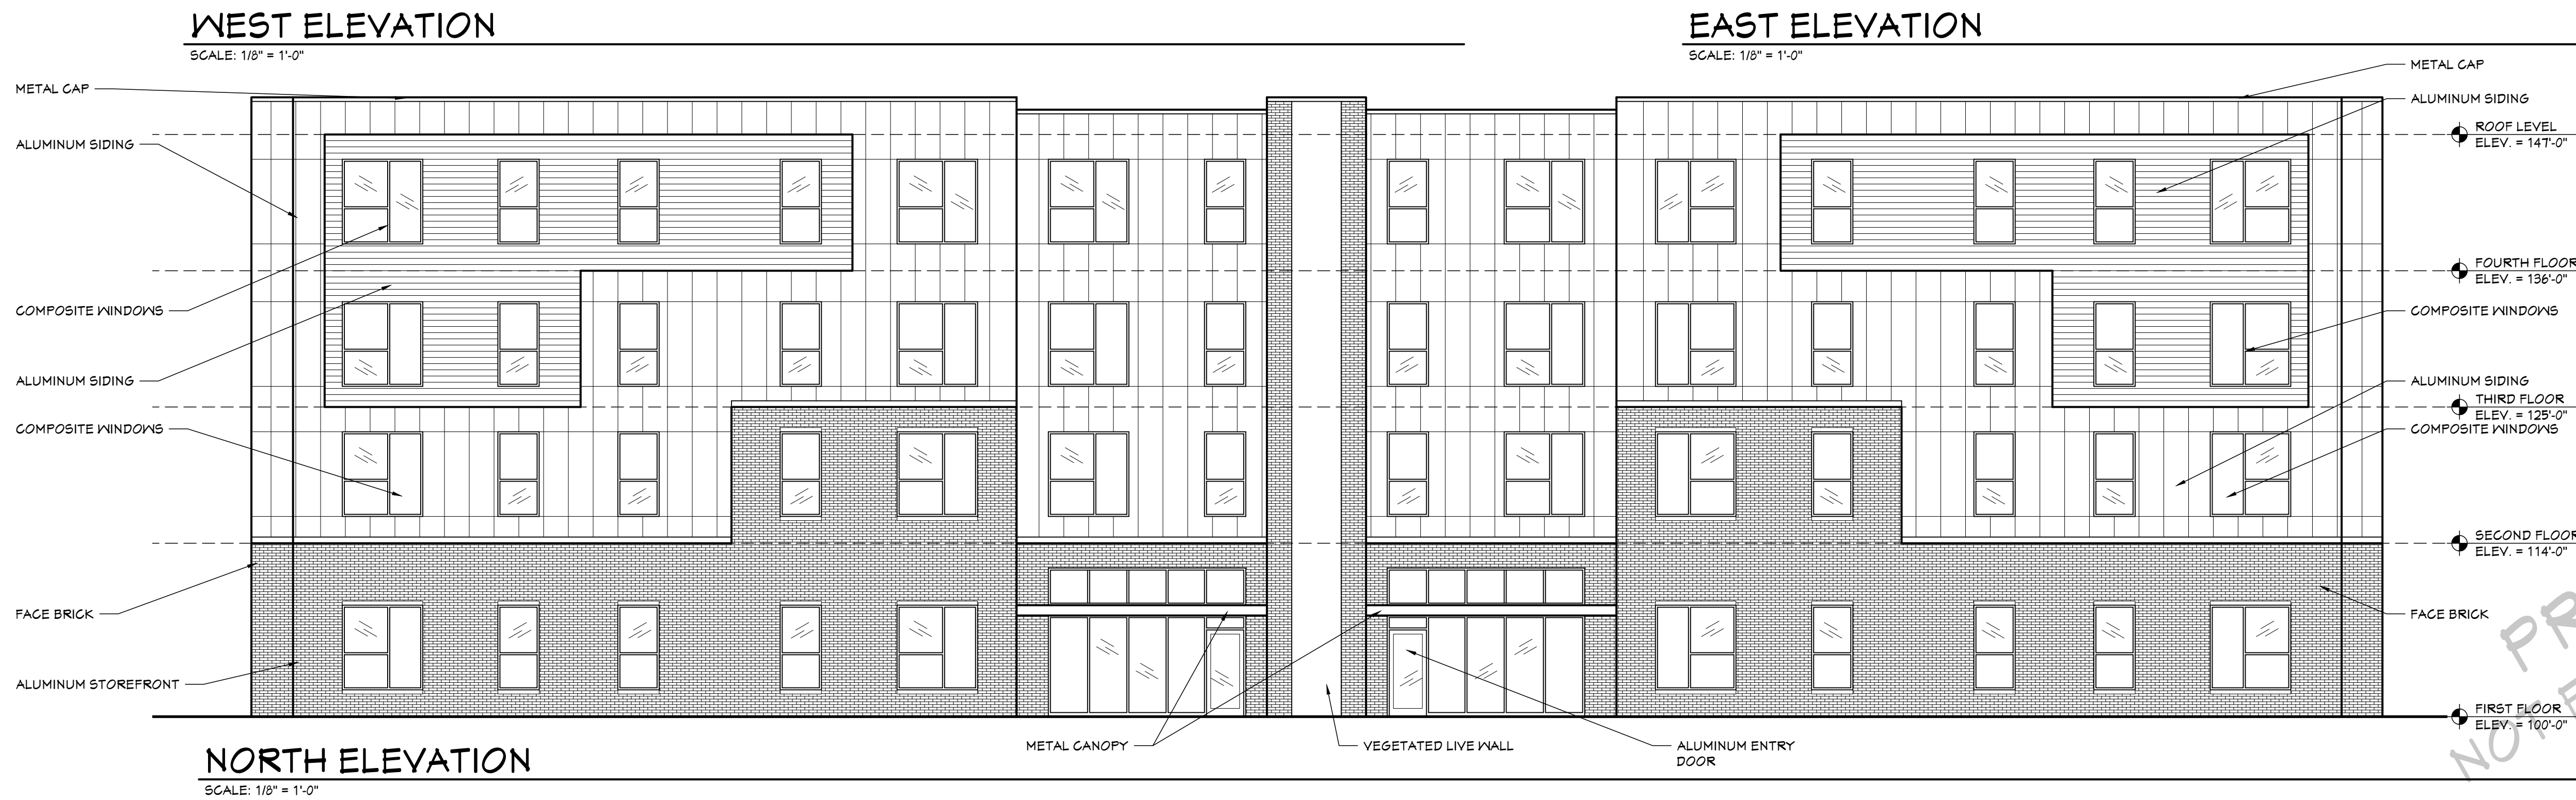 WEST ELEVATION
SCALE: 1/8" = 1'-0"
EAST ELEVATION
SCALE: 1/8" = 1'-0"
METAL CAP
ALUMINUM SIDING
COMPOSITE WINDOWS
ALUMINUM SIDING
COMPOSITE WINDOWS
FACE BRICK
ALUMINUM STOREFRONT
METAL CAP
ALUMINUM SIDING
ROOF LEVEL
ELEV. = 147'-0"
FOURTH FLOOR
ELEV. = 136'-0"
COMPOSITE WINDOWS
ALUMINUM SIDING
THIRD FLOOR
ELEV. = 125'-0"
COMPOSITE WINDOWS
SECOND FLOOR
ELEV. = 114'-0"
FACE BRICK
FIRST FLOOR
ELEV. = 100'-0"
METAL CANOPY
VEGETATED LIVE WALL
ALUMINUM ENTRY
DOOR
NORTH ELEVATION
SCALE: 1/8" = 1'-0"
NOT